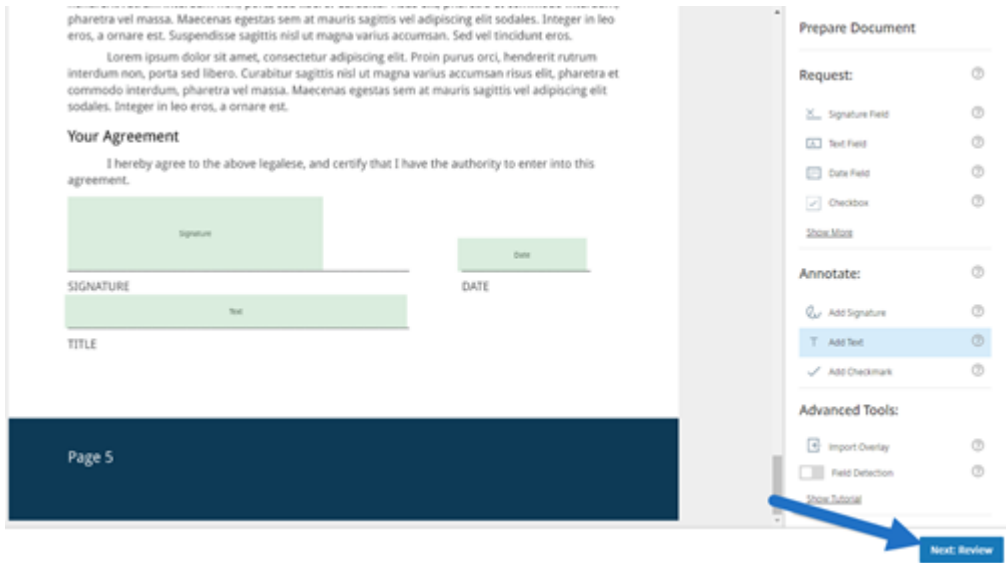 pharetra vel massa. Maecenas egestas sem at mauris sagittis vel adipiscing elit sodales. Integer in leo
eros, a ornare est. Suspendisse sagittis nisl ut magna varius accumsan. Sed vel tincidunt eros.
Lorem ipsum dolor sit amet, consectetur adipiscing elit. Proin purus orci, hendrerit rutrum
interdum non, porta sed libero. Curabitur sagittis nisl ut magna varius accumsan risus elit, pharetra et
commodo interdum, pharetra vel massa. Maecenas egestas sem at mauris sagittis vel adipiscing elit
sodales. Integer in leo eros, a ornare est.
Your Agreement
I hereby agree to the above legalese, and certify that I have the authority to enter into this
agreement.
Signature
Date
SIGNATURE
DATE
Text
TITLE
Page 5
Prepare Document
Request:
Signature Field
Text Field
Date Field
Checkbox
Show More
Annotate:
Add Signature
T Add Text
Add Checkmark
Advanced Tools:
Import Overlay
Field Detection
Show Tutorial
Next: Review